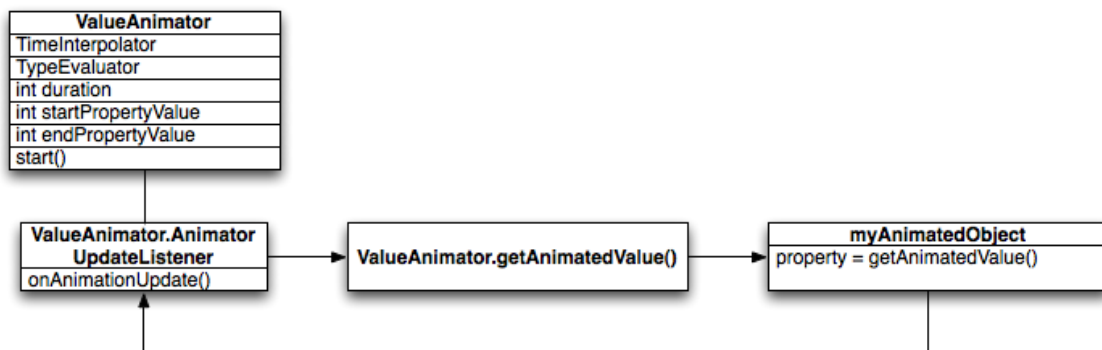 ValueAnimator
TimeInterpolator
TypeEvaluator
int duration
int startPropertyValue
int endPropertyValue
start()
ValueAnimator.Animator
UpdateListener
onAnimationUpdate()
ValueAnimator.getAnimatedValue()
myAnimatedObject
property = getAnimatedValue()